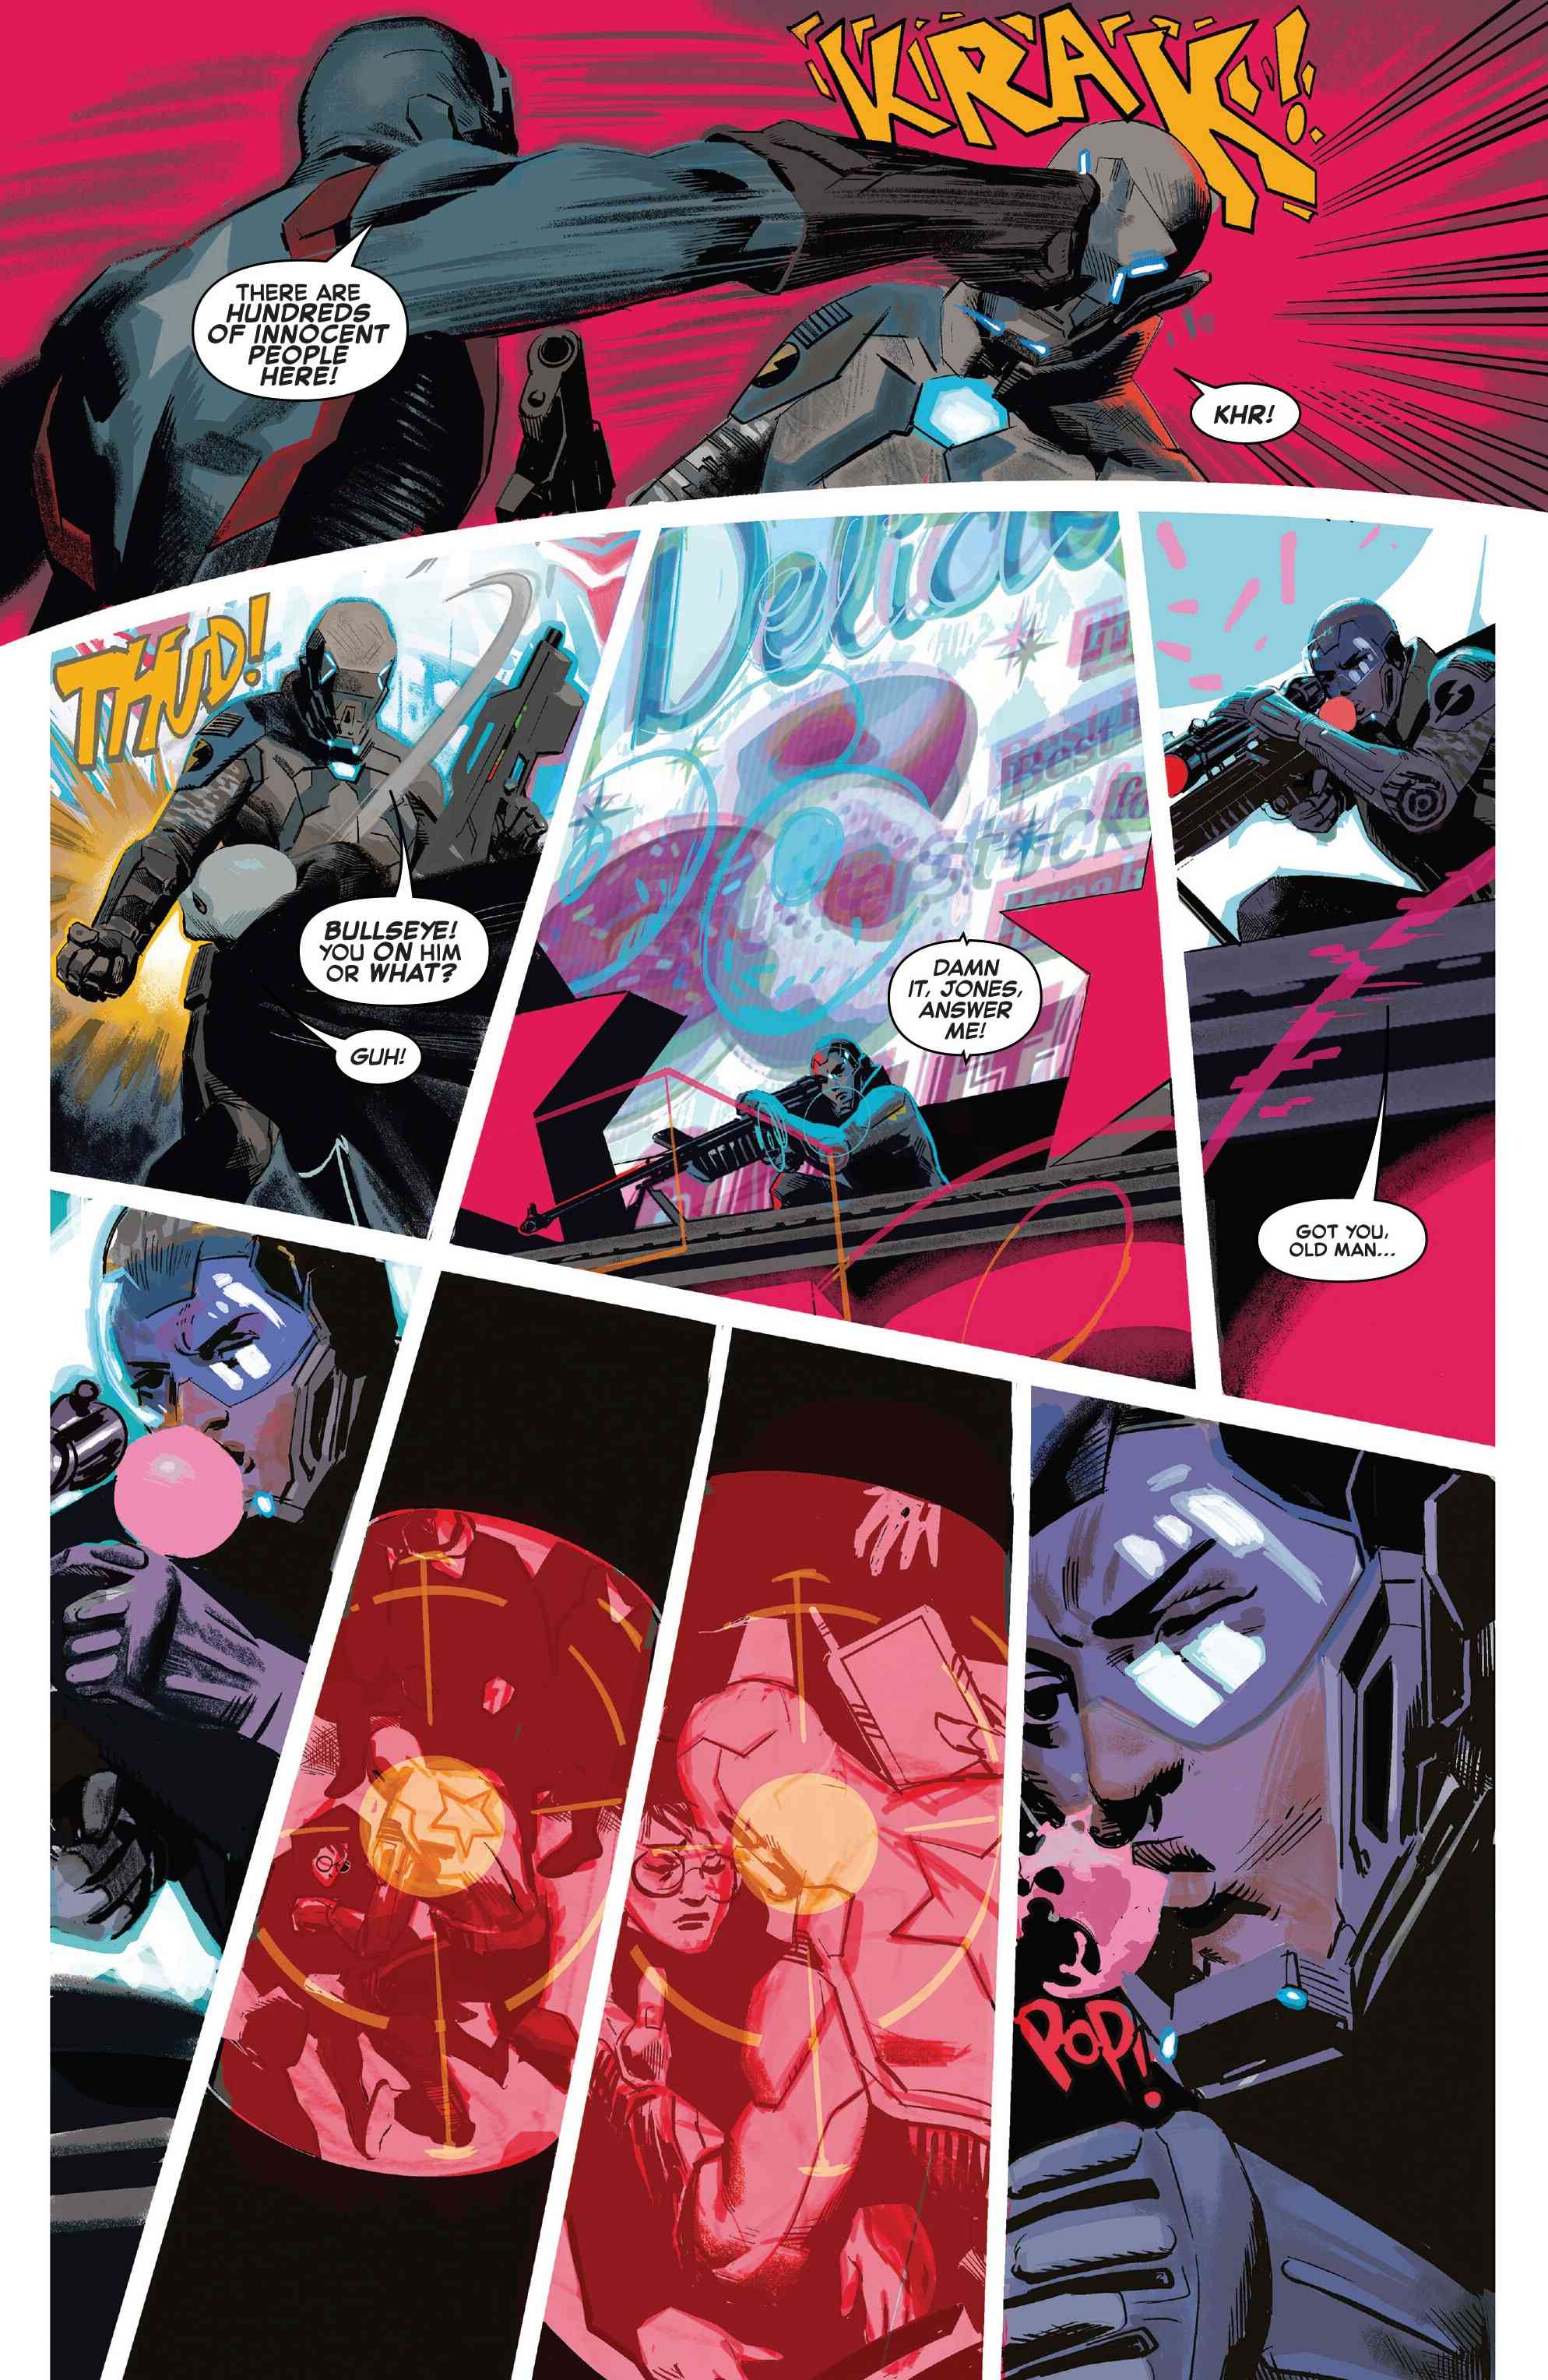 KRAK!
THERE ARE
HUNDREDS
OF INNOCENT
PEOPLE
HERE!
KHR!
THUD!
BULLSEYE!
YOU ON HIM
OR WHAT?
GUH!
DAMN
IT, JONES,
ANSWER
ME!
GOT YOU,
OLD MAN...
POP!